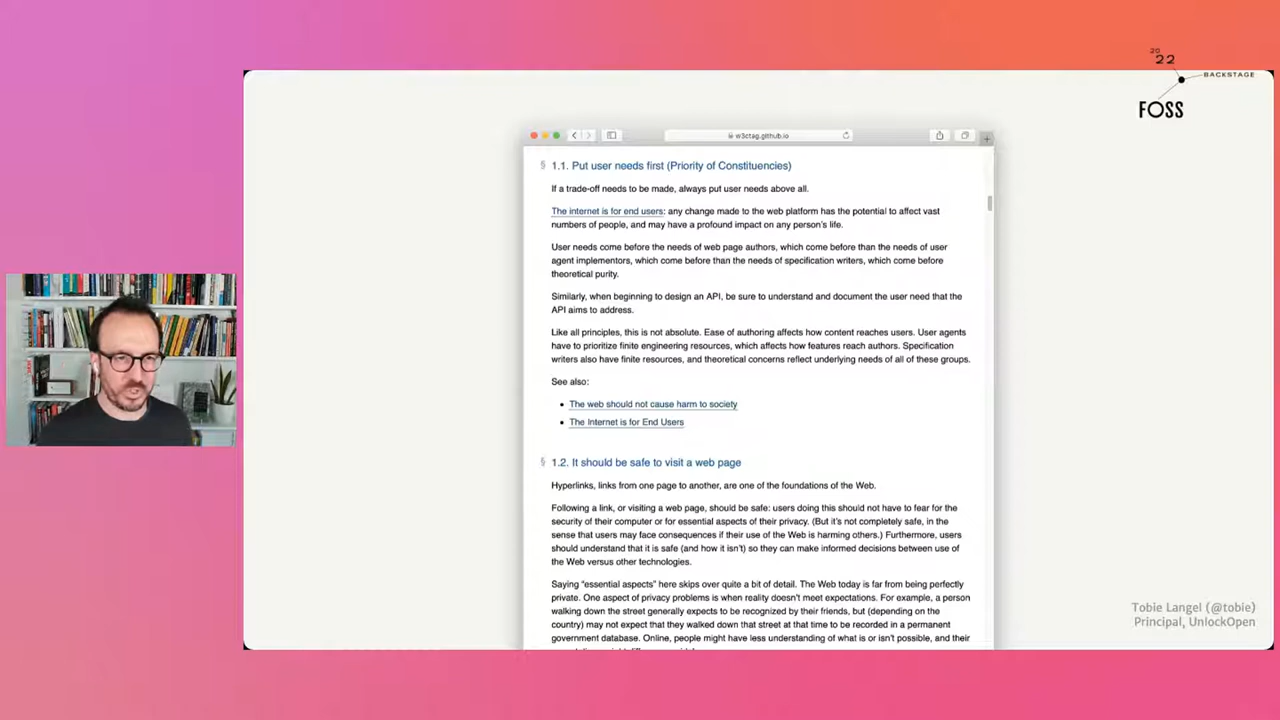 20
22
BACKSTAGE
FOSS
w3ctag.github.io
§ 1.1. Put user needs first (Priority of Constituencies)
If a trade-off needs to be made, always put user needs above all.
The internet is for end users: any change made to the web platform has the potential to affect vast
numbers of people, and may have a profound impact on any person's life.
User needs come before the needs of web page authors, which come before than the needs of user
agent implementors, which come before than the needs of specification writers, which come before
theoretical purity.
Similarly, when beginning to design an API, be sure to understand and document the user need that the
API aims to address.
Like all principles, this is not absolute. Ease of authoring affects how content reaches users. User agents
have to prioritize finite engineering resources, which affects how features reach authors. Specification
writers also have finite resources, and theoretical concerns reflect underlying needs of all of these groups.
See also:
• The web should not cause harm to society
• The Internet is for End Users
§ 1.2. It should be safe to visit a web page
Hyperlinks, links from one page to another, are one of the foundations of the Web.
Following a link, or visiting a web page, should be safe: users doing this should not have to fear for the
security of their computer or for essential aspects of their privacy. (But it's not completely safe, in the
sense that users may face consequences if their use of the Web is harming others.) Furthermore, users
should understand that it is safe (and how it isn't) so they can make informed decisions between use of
the Web versus other technologies.
Saying "essential aspects" here skips over quite a bit of detail. The Web today is far from being perfectly
private. One aspect of privacy problems is when reality doesn't meet expectations. For example, a person
walking down the street generally expects to be recognized by their friends, but (depending on the
country) may not expect that they walked down that street at that time to be recorded in a permanent
government database. Online, people might have less understanding of what is or isn't possible, and their
Tobie Langel (@tobie)
Principal, UnlockOpen